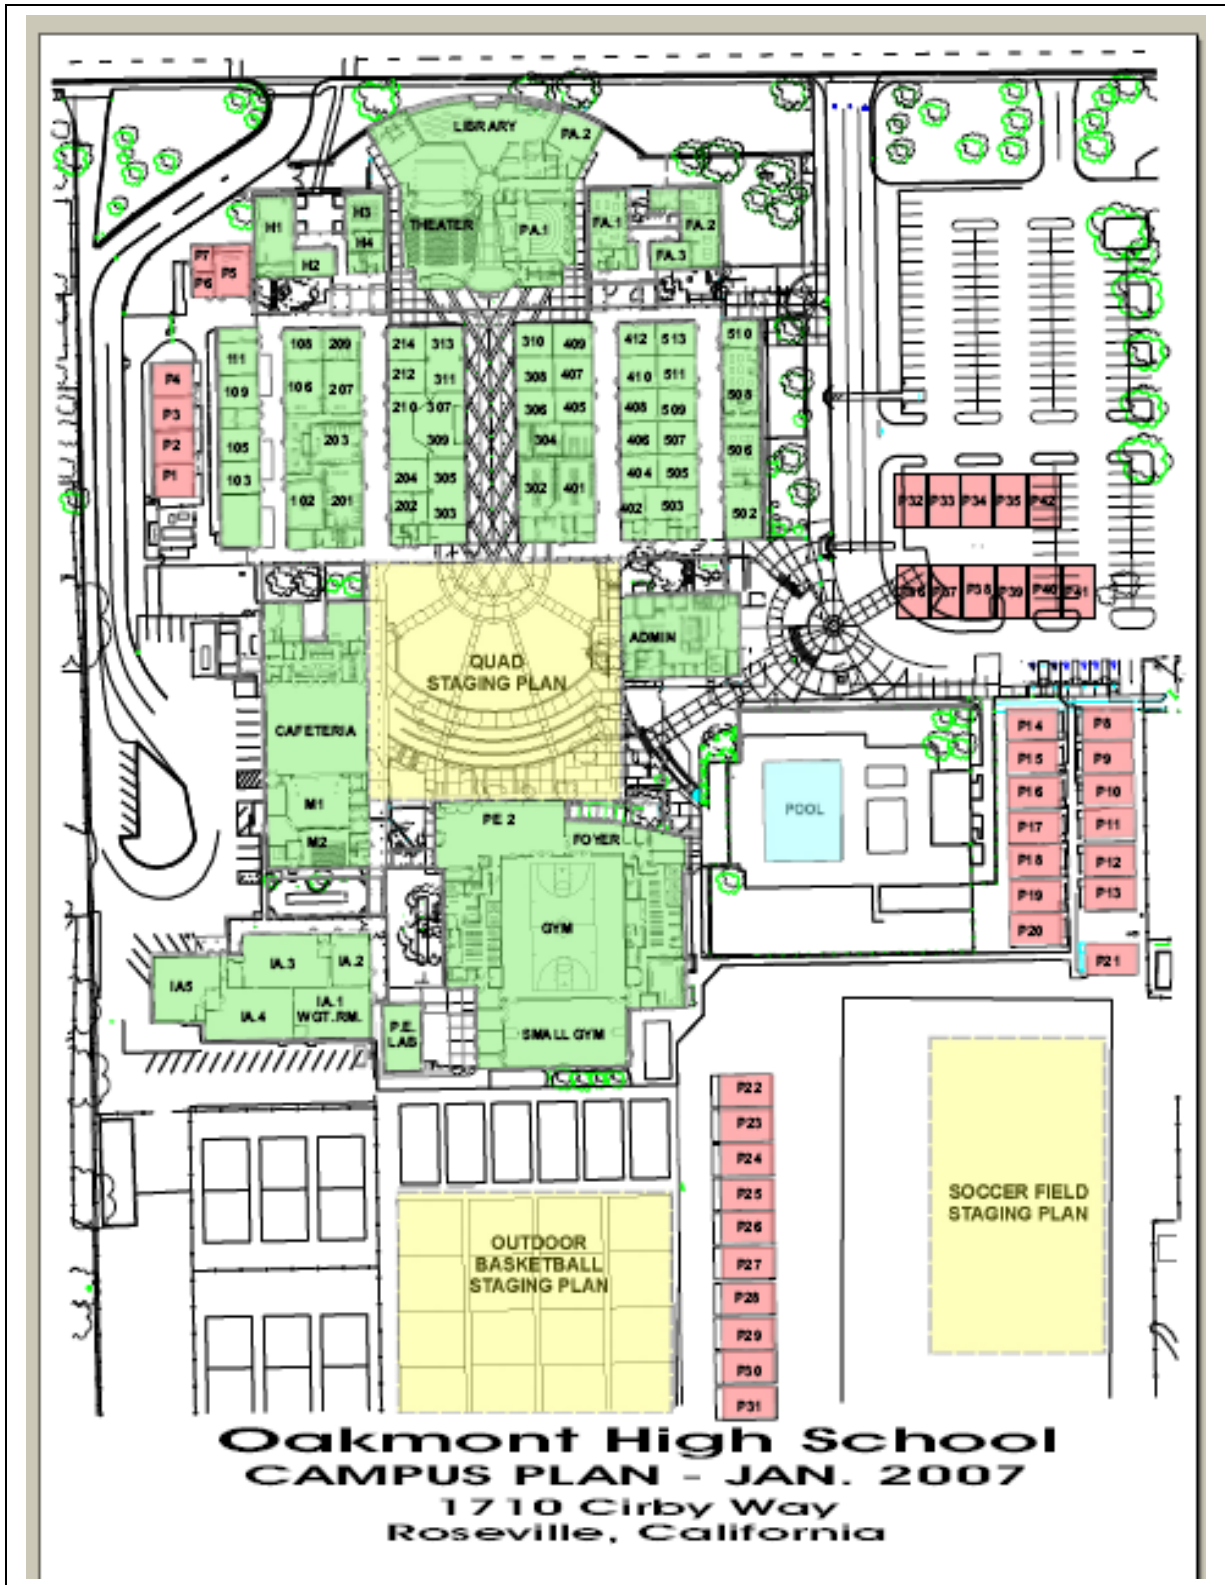 LIBRARY
PA.2
THEATER
PA.1
FA.1
FA.2
FA.3
H1
H3
H4
H2
P7
P5
P6
P4
P3
P2
P1
111
109
105
103
108
209
106
207
203
102
201
214
313
212
311
210
307
309
204
305
202
303
310
409
308
407
306
405
304
302
401
412
513
410
511
408
509
406
507
404
505
402
503
510
508
506
502
P32
P33
P34
P35
P42
P36
P37
P38
P39
P40
P41
QUAD
STAGING PLAN
ADMIN
CAFETERIA
M1
M2
PE 2
FOYER
GYM
SMALL GYM
POOL
P14
P15
P16
P17
P18
P19
P20
P8
P9
P10
P11
P12
P13
P21
IA5
IA.3
IA.2
IA.4
IA.1
WGT.RM.
P.E.
LAB
P22
P23
P24
P25
P26
P27
P28
P29
P30
P31
OUTDOOR
BASKETBALL
STAGING PLAN
SOCCER FIELD
STAGING PLAN
Oakmont High School
CAMPUS PLAN - JAN. 2007
1710 Cirby Way
Roseville, California